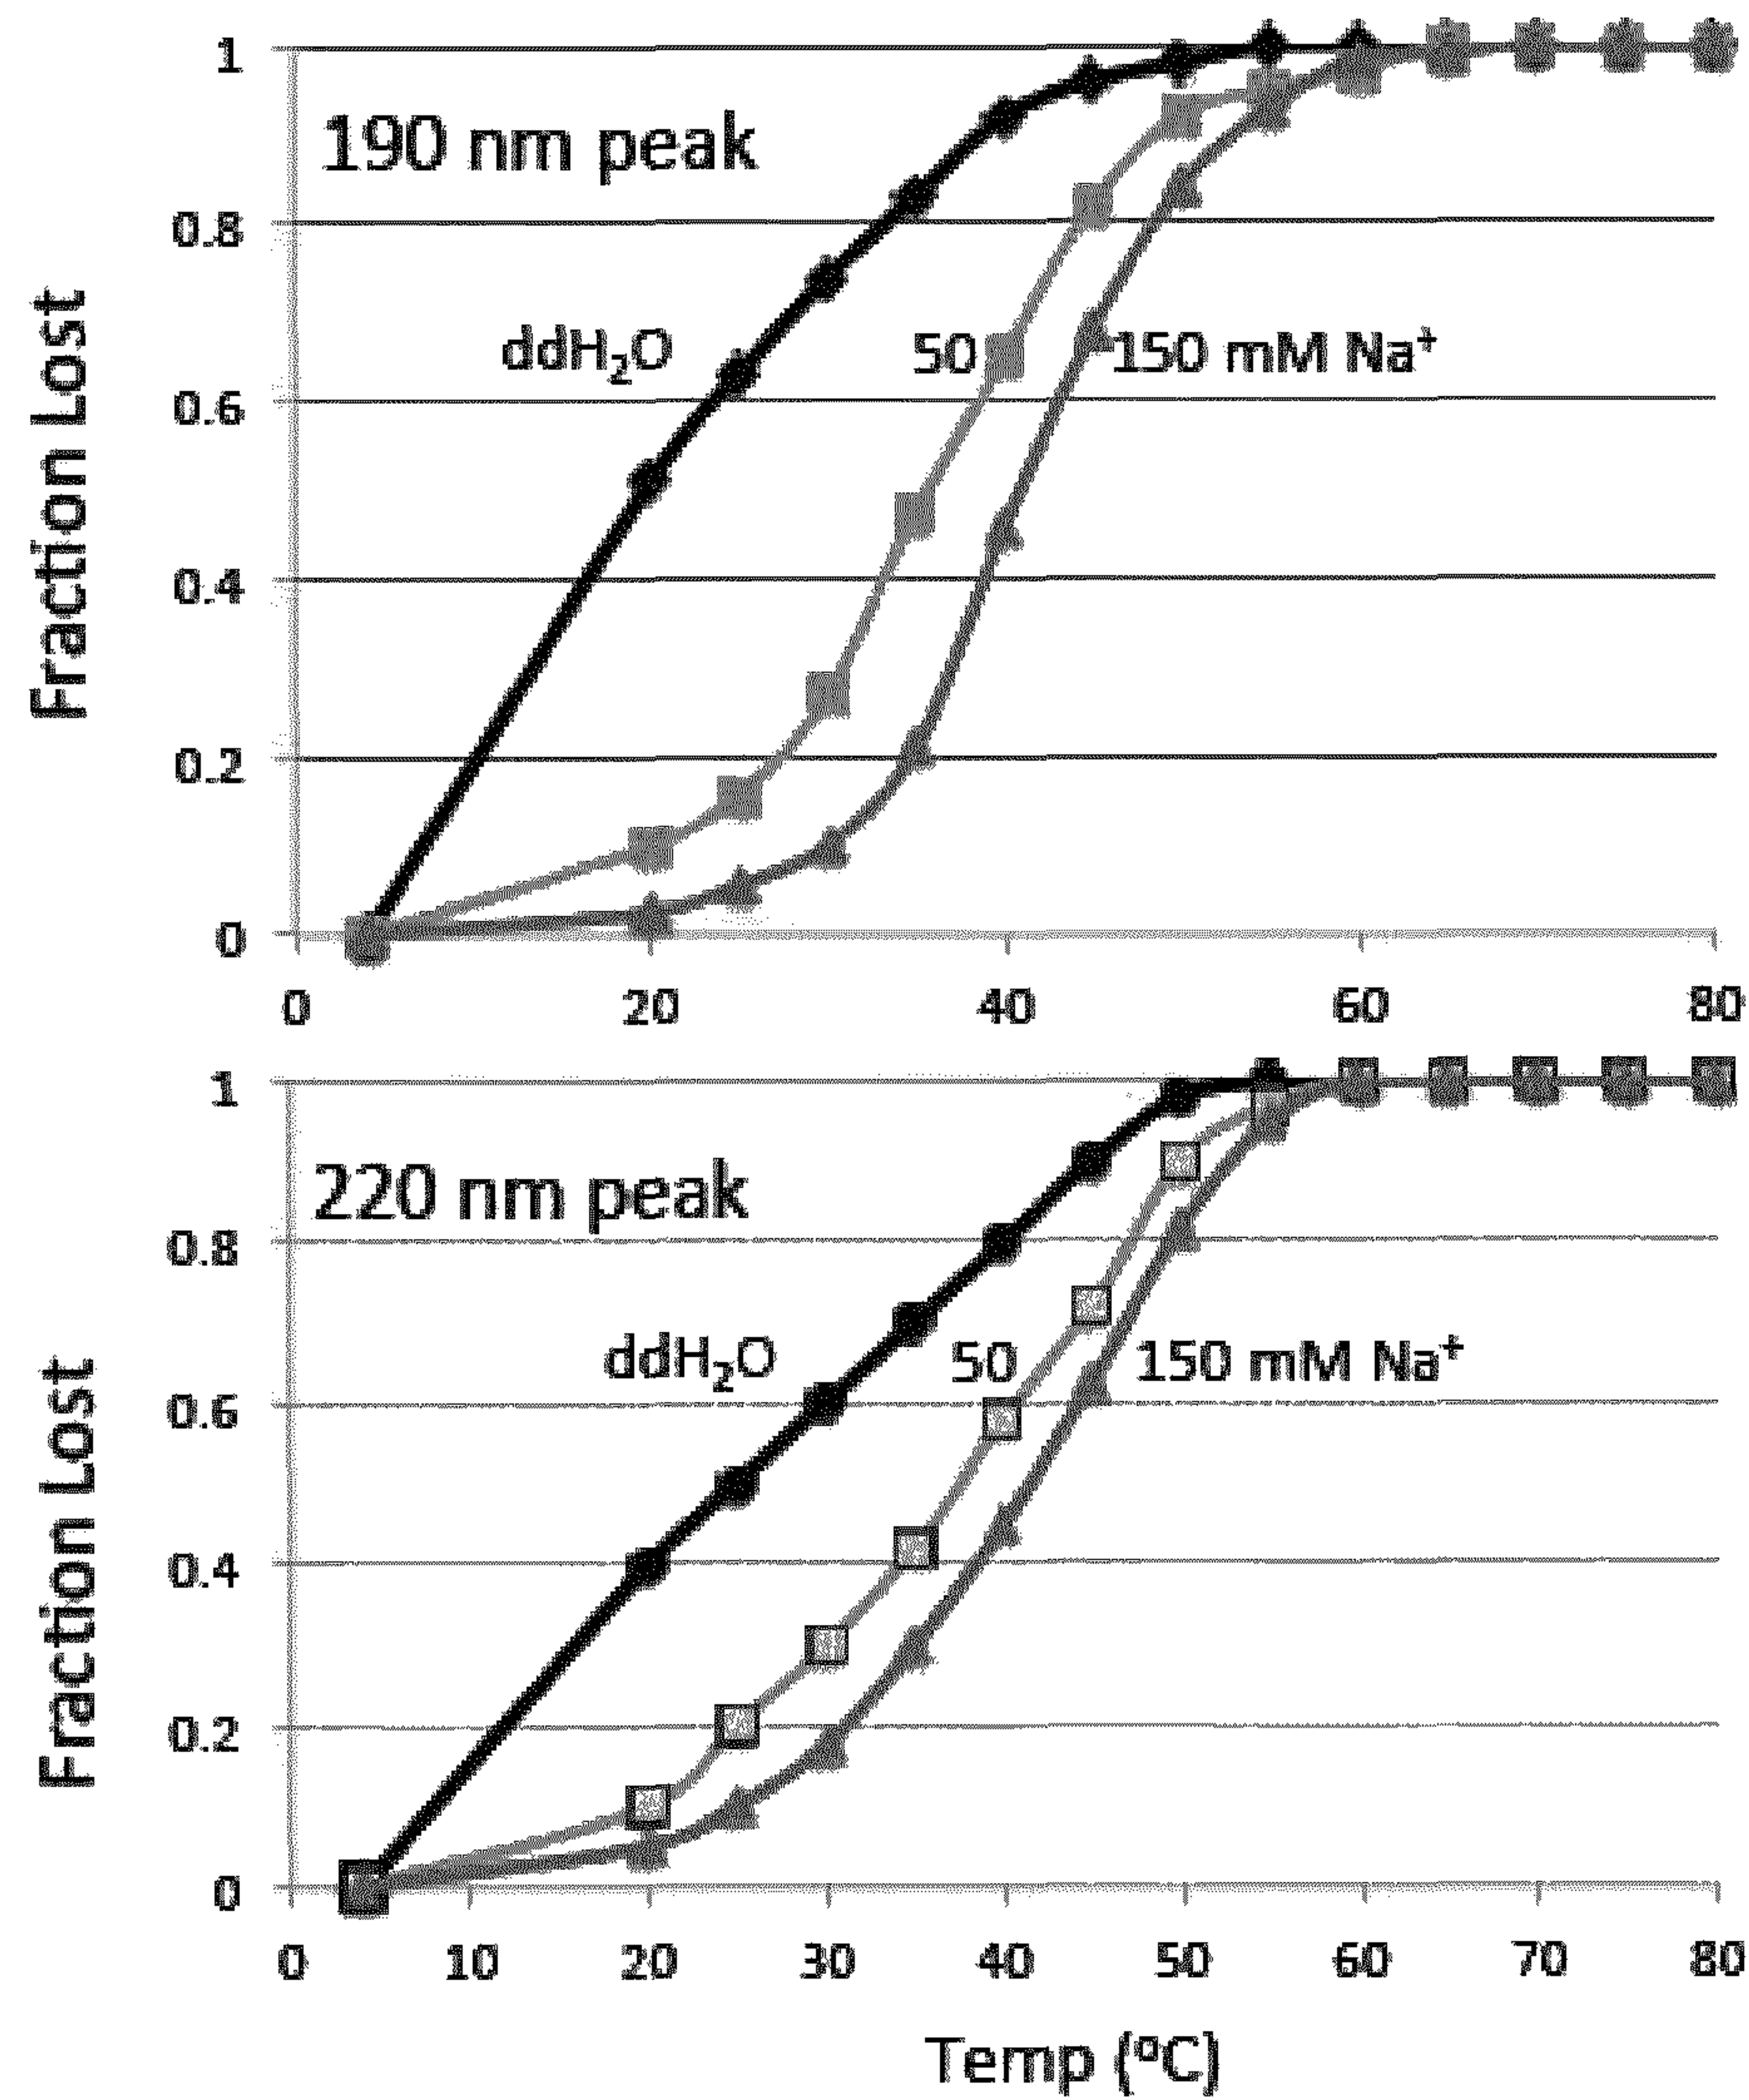 1
190 nm peak
0.8
ddH₂O 50 150 mM Na⁺
0.6
0.4
0.2
0
0 20 40 60 80
Fraction Lost
1
220 nm peak
0.8
ddH₂O 50 150 mM Na⁺
0.6
0.4
0.2
0
0 10 20 30 40 50 60 70 80
Fraction Lost
Temp (ºC)